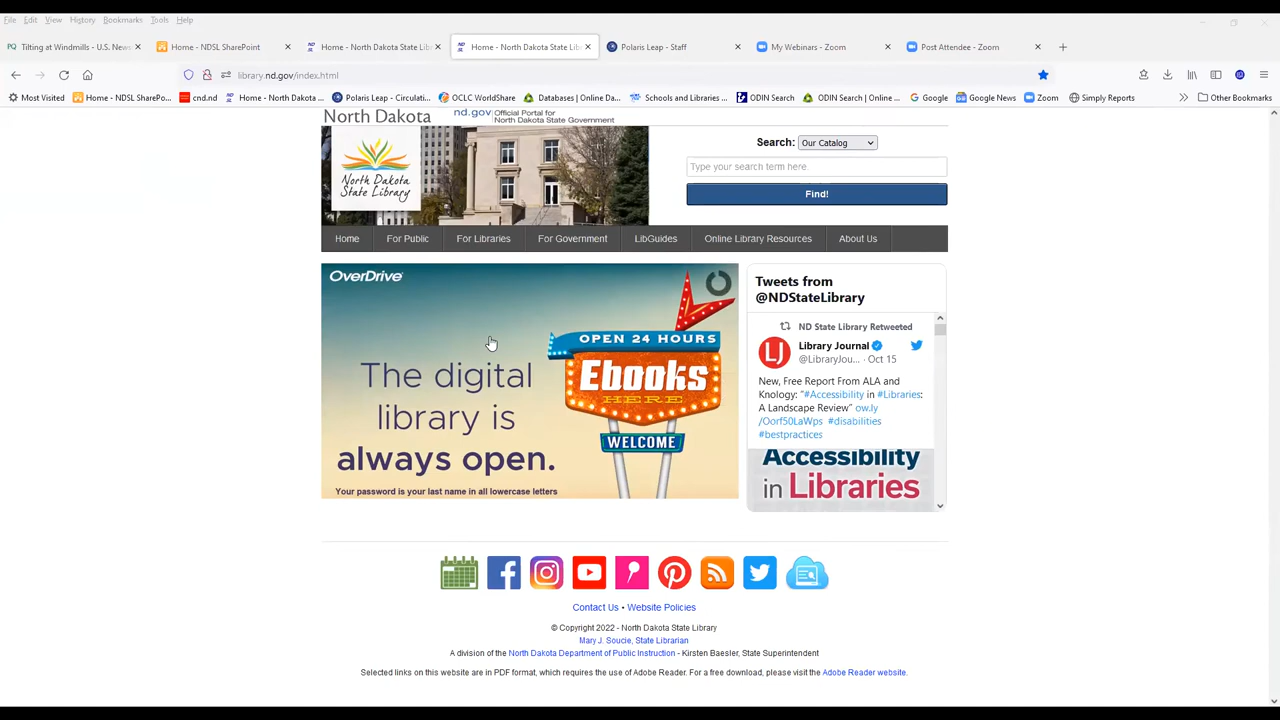 File Edit View History Bookmarks Tools Help
Tilting at Windmills - U.S. News Home - NDSL SharePoint Home - North Dakota State Lib Home - North Dakota State Lib Polaris Leap - Staff My Webinars - Zoom Post Attendee - Zoom
library.nd.gov/index.html
Most Visited Home - NDSL SharePo... cnd.nd Home - North Dakota ... Polaris Leap - Circulati... OCLC WorldShare Databases (Online Da... Schools and Libraries ... ODIN Search (Online ... ODIN Search | Online ... Google Google News Zoom Simply Reports Other Bookmarks
North Dakota nd.gov Official Portal for
North Dakota State Government
North Dakota
State Library
Search: Our Catalog
Type your search term here.
Find!
Home For Public For Libraries For Government LibGuides Online Library Resources About Us
OverDrive
The digital
library is
always open.
Your password is your last name in all lowercase letters
OPEN 24 HOURS
Ebooks
HERE
WELCOME
Tweets from
@NDStateLibrary
ND State Library Retweeted
LJ
Library Journal
@LibraryJou... · Oct 15
New, Free Report From ALA and
Knology: "#Accessibility in #Libraries:
A Landscape Review" ow.ly
/Oorf50LaWps #disabilities
#bestpractices
Accessibility
in Libraries
Contact Us • Website Policies
© Copyright 2022 - North Dakota State Library
Mary J. Soucie, State Librarian
A division of the North Dakota Department of Public Instruction - Kirsten Baesler, State Superintendent
Selected links on this website are in PDF format, which requires the use of Adobe Reader. For a free download, please visit the Adobe Reader website.